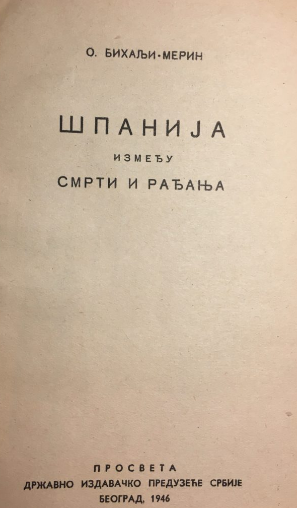 О. БИХАЉИ-МЕРИН
ШПАНИЈА
ИЗМЕЂУ
СМРТИ И РАЂАЊА
ПРОСВЕТА
ДРЖАВНО ИЗДАВАЧКО ПРЕДУЗЕЋЕ СРБИЈЕ
БЕОГРАД, 1946